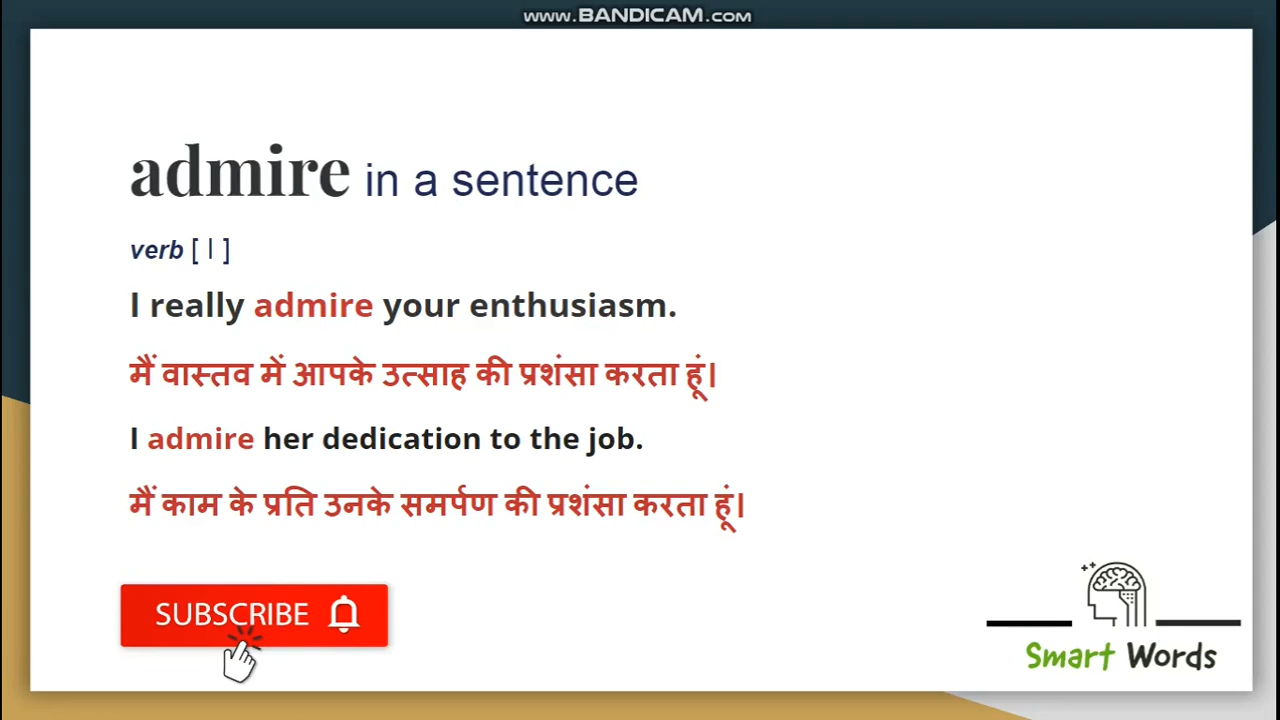 www.BANDICAM.com
admire in a sentence
verb [ I ]
I really admire your enthusiasm.
मैं वास्तव में आपके उत्साह की प्रशंसा करता हूं।
I admire her dedication to the job.
मैं काम के प्रति उनके समर्पण की प्रशंसा करता हूं।
SUBSCRIBE
Smart Words